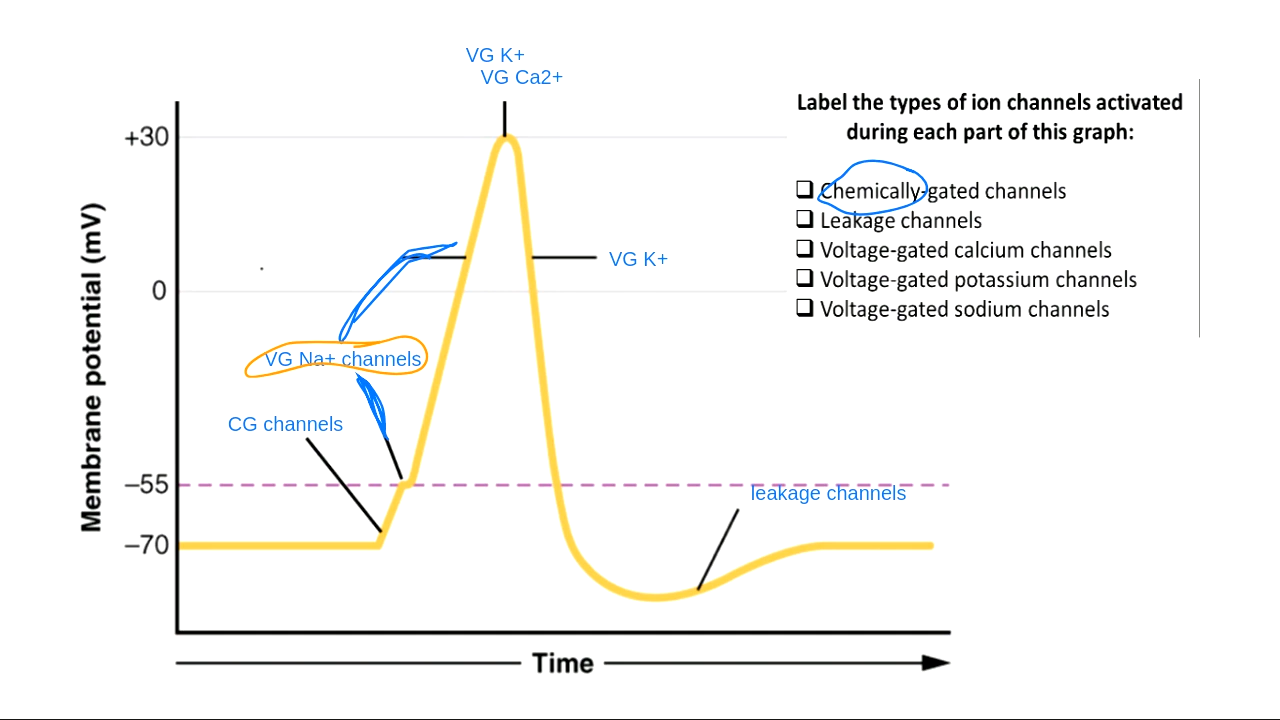 VG K+
VG Ca2+
Label the types of ion channels activated
during each part of this graph:
❑ Chemically-gated channels
❑ Leakage channels
❑ Voltage-gated calcium channels
❑ Voltage-gated potassium channels
❑ Voltage-gated sodium channels
+30
0
–55
–70
Membrane potential (mV)
VG K+
VG Na+ channels
CG channels
leakage channels
Time